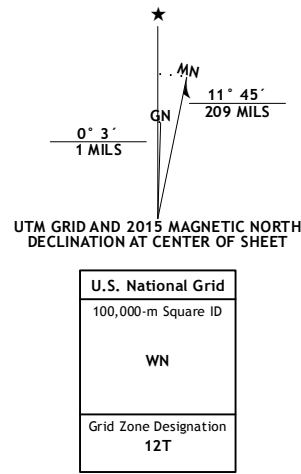 MN
GN
11° 45´
209 MILS
0° 3´
1 MILS
UTM GRID AND 2015 MAGNETIC NORTH
DECLINATION AT CENTER OF SHEET
U.S. National Grid
100,000-m Square ID
WN
Grid Zone Designation
12T